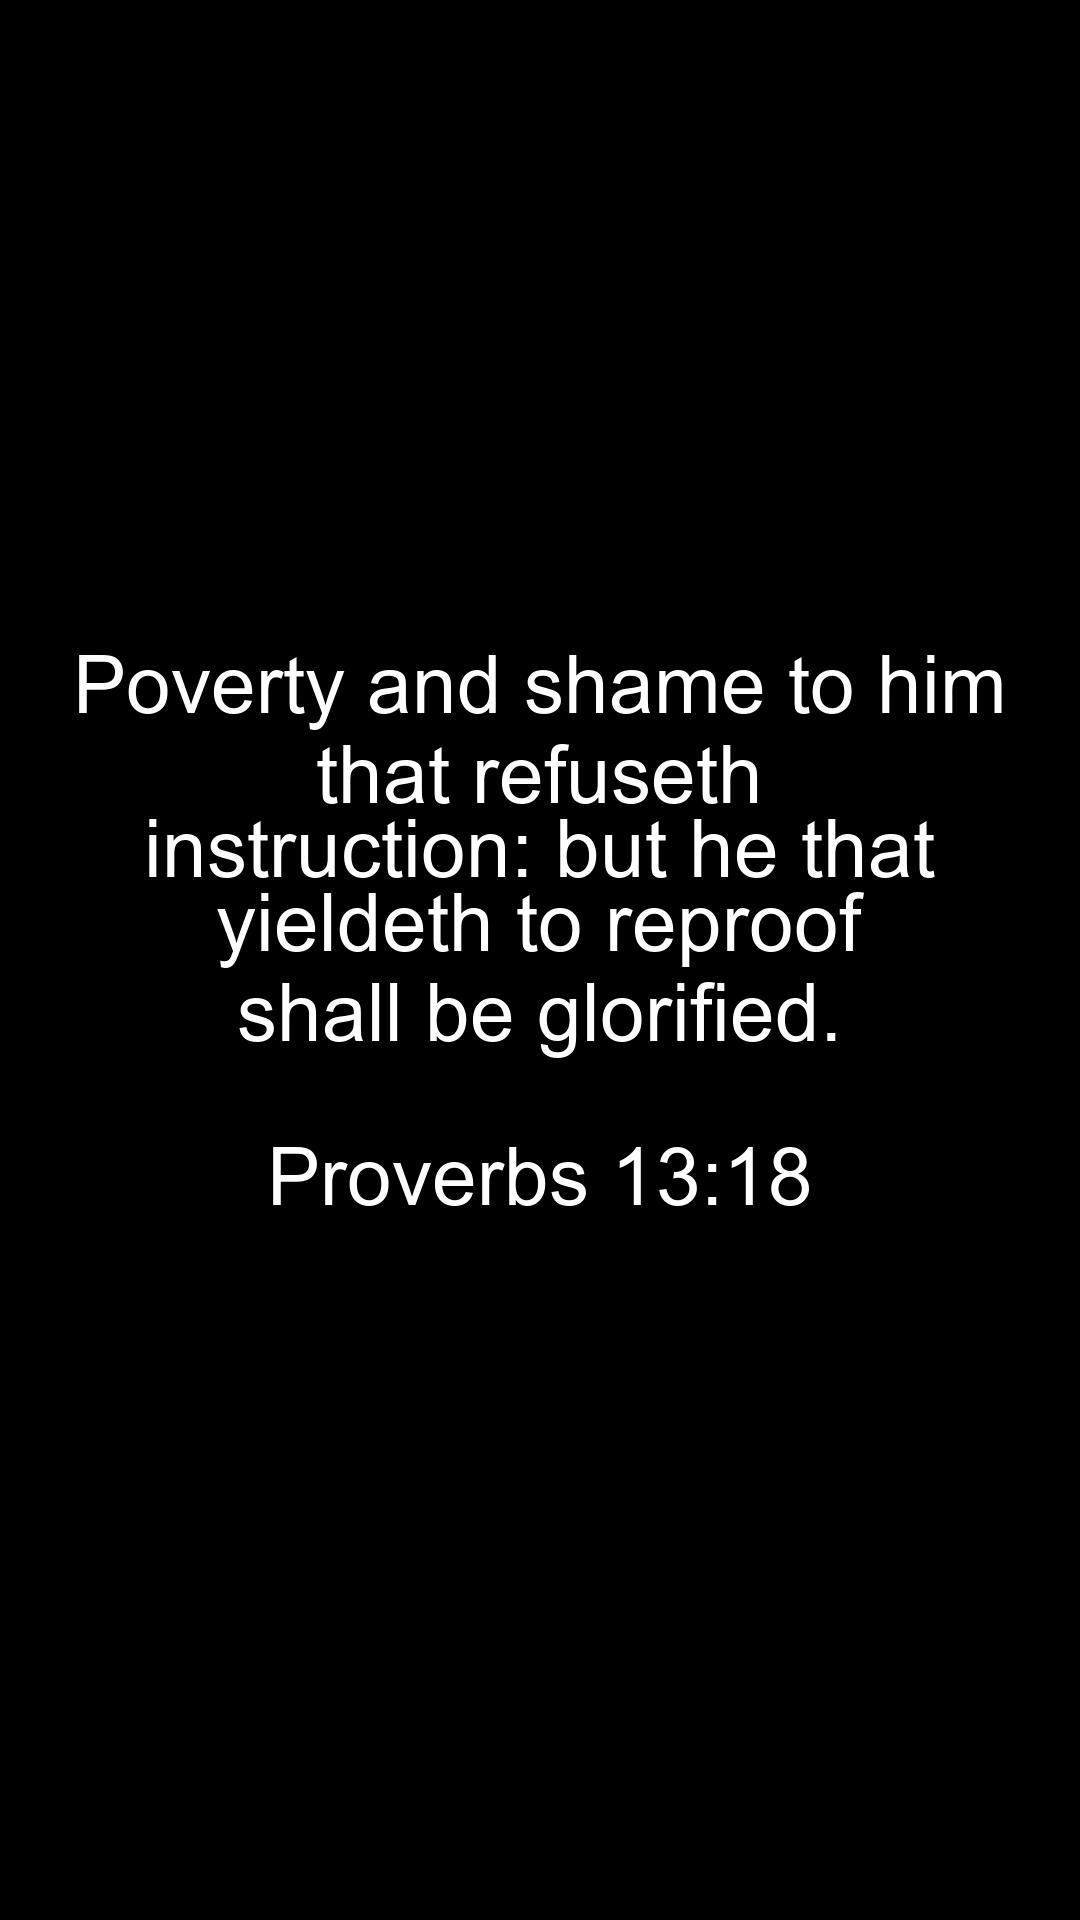 Poverty and shame to him
that refuseth
instruction: but he that
yieldeth to reproof
shall be glorified.
Proverbs 13:18